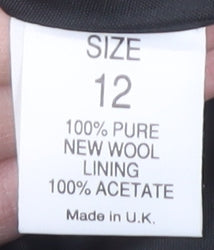 SIZE
12
100% PURE
NEW WOOL
LINING
100% ACETATE
Made in U.K.